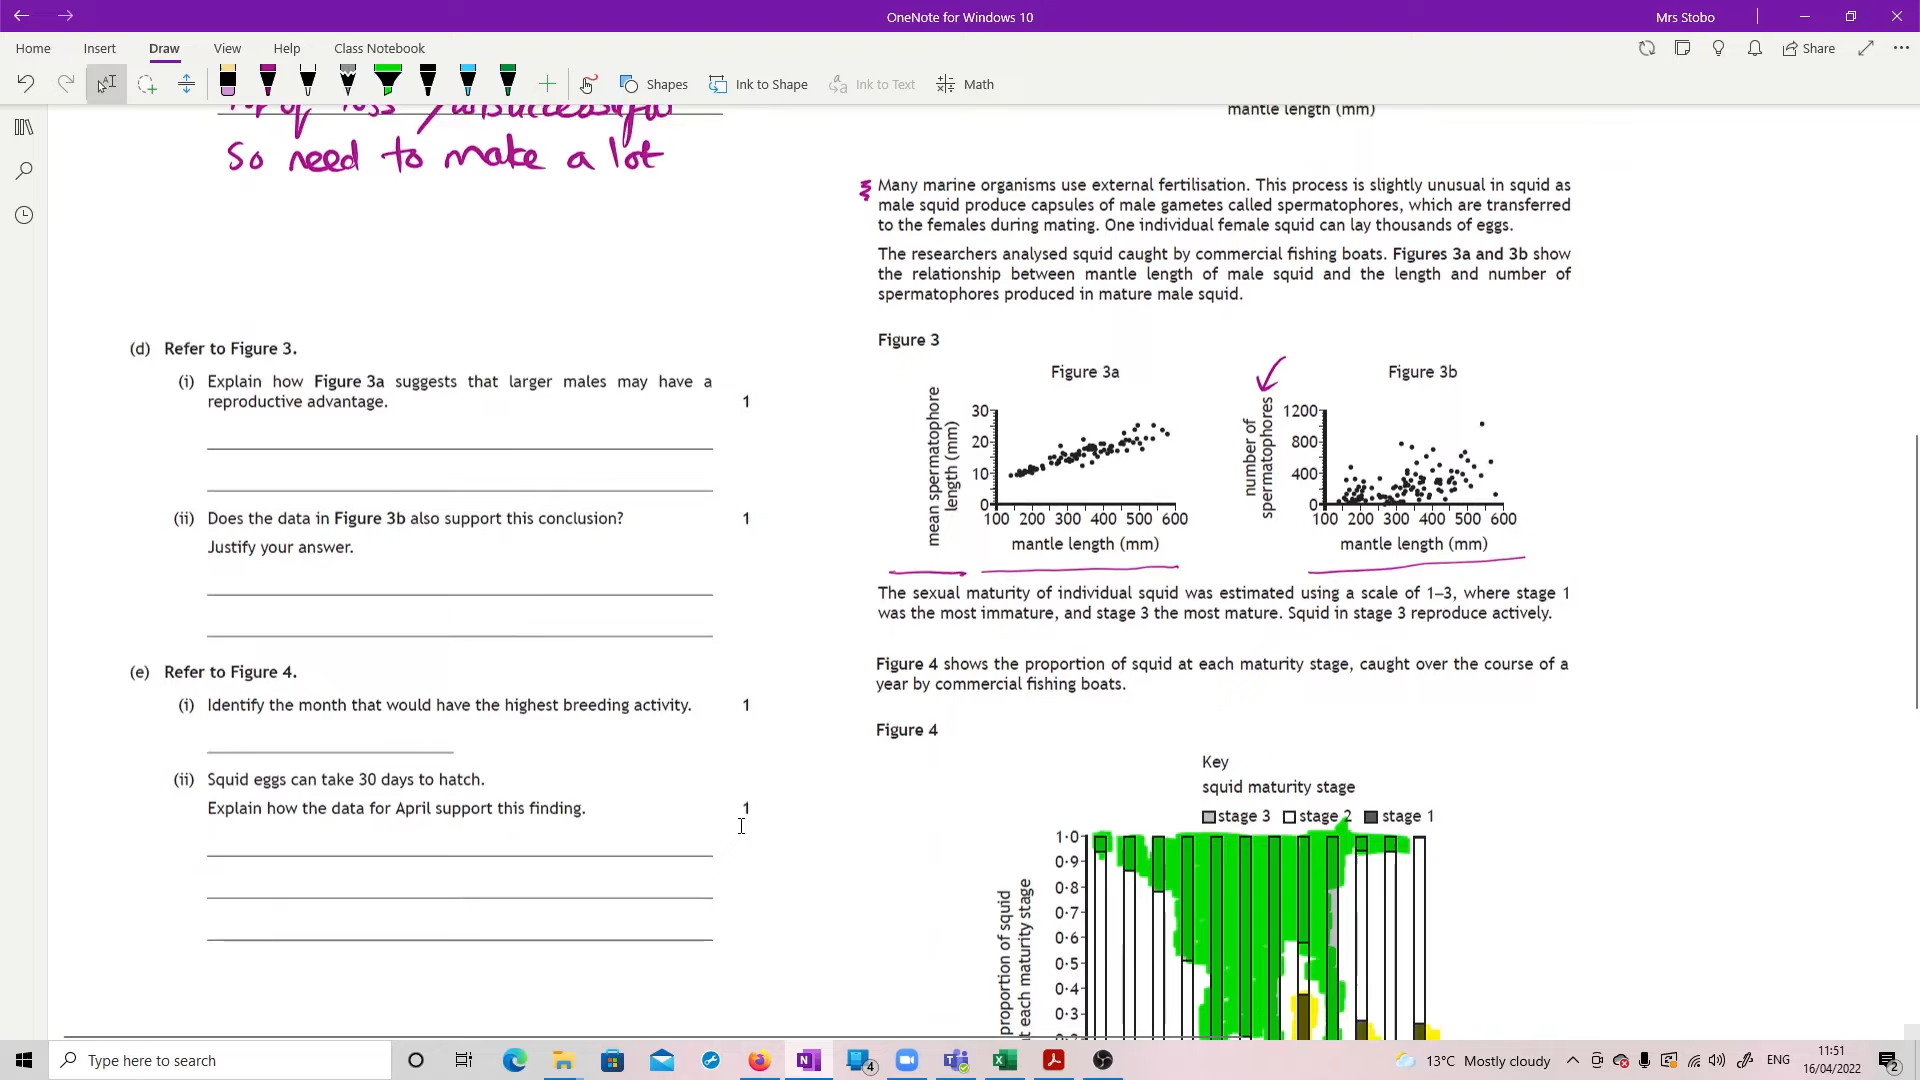 OneNote for Windows 10
Mrs Stobo
Home Insert Draw View Help Class Notebook
Share
Shapes Ink to Shape Ink to Text Math
So need to make a lot
(d) Refer to Figure 3.
(i) Explain how Figure 3a suggests that larger males may have a
reproductive advantage. 1
(ii) Does the data in Figure 3b also support this conclusion? 1
Justify your answer.
(e) Refer to Figure 4.
(i) Identify the month that would have the highest breeding activity. 1
(ii) Squid eggs can take 30 days to hatch.
Explain how the data for April support this finding. 1
mantle length (mm)
Many marine organisms use external fertilisation. This process is slightly unusual in squid as
male squid produce capsules of male gametes called spermatophores, which are transferred
to the females during mating. One individual female squid can lay thousands of eggs.
The researchers analysed squid caught by commercial fishing boats. Figures 3a and 3b show
the relationship between mantle length of male squid and the length and number of
spermatophores produced in mature male squid.
Figure 3
Figure 3a
mean spermatophore
length (mm)
30
20
10
0
100 200 300 400 500 600
mantle length (mm)
Figure 3b
number of
spermatophores
1200
800
400
0
100 200 300 400 500 600
mantle length (mm)
The sexual maturity of individual squid was estimated using a scale of 1–3, where stage 1
was the most immature, and stage 3 the most mature. Squid in stage 3 reproduce actively.
Figure 4 shows the proportion of squid at each maturity stage, caught over the course of a
year by commercial fishing boats.
Figure 4
Key
squid maturity stage
stage 3 stage 2 stage 1
proportion of squid
at each maturity stage
1·0
0·9
0·8
0·7
0·6
0·5
0·4
0·3
Type here to search
4
13°C Mostly cloudy
ENG
11:51
16/04/2022
2